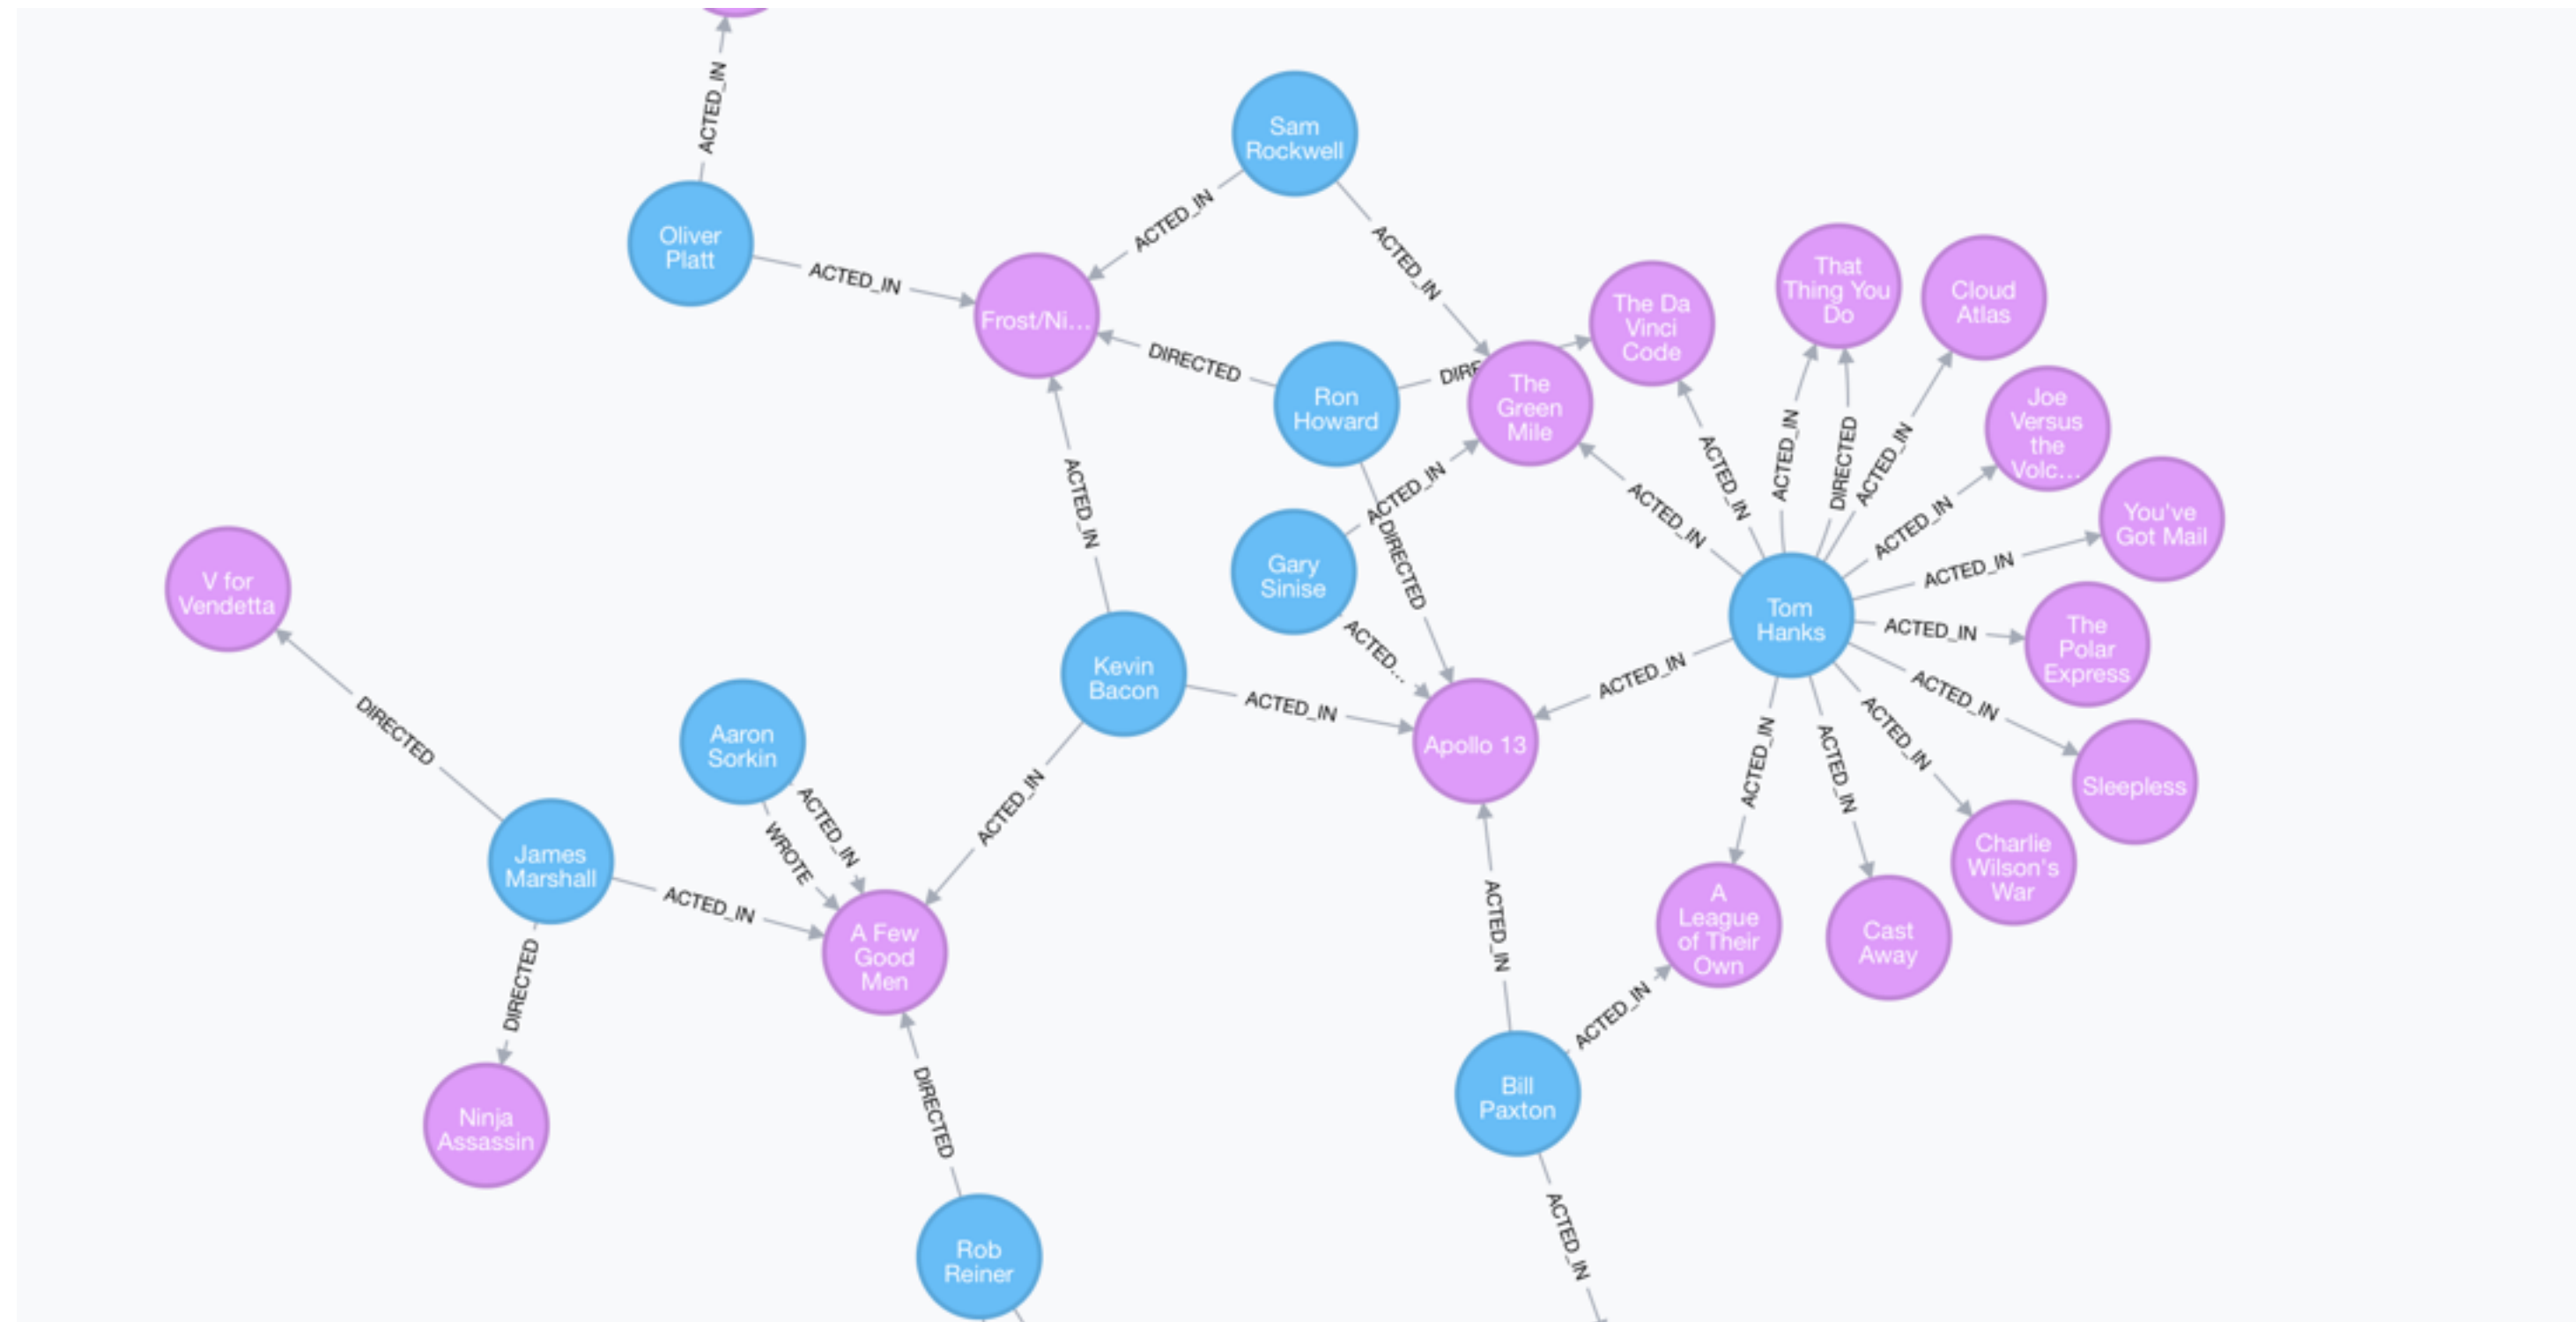 ACTED_IN
Sam
Rockwell
Oliver
Platt
ACTED_IN
ACTED_IN
ACTED_IN
Frost/Ni...
The Da
Vinci
Code
That
Thing You
Do
Cloud
Atlas
DIRECTED
Ron
Howard
DIRE
The
Green
Mile
Joe
Versus
the
Volc...
ACTED_IN
ACTED_IN
DIRECTED
ACTED_IN
ACTED_IN
ACTED_IN
ACTED_IN
ACTED_IN
You've
Got Mail
ACTED_IN
DIRECTED
Gary
Sinise
ACTED_IN
V for
Vendetta
Tom
Hanks
ACTED_IN
The
Polar
Express
ACTED...
Kevin
Bacon
ACTED_IN
ACTED_IN
ACTED_IN
DIRECTED
Aaron
Sorkin
ACTED_IN
Apollo 13
ACTED_IN
ACTED_IN
ACTED_IN
Sleepless
ACTED_IN
WROTE
ACTED_IN
James
Marshall
ACTED_IN
Charlie
Wilson's
War
A Few
Good
Men
ACTED_IN
A
League
of Their
Own
Cast
Away
DIRECTED
ACTED_IN
Ninja
Assassin
DIRECTED
Bill
Paxton
Rob
Reiner
ACTED_IN